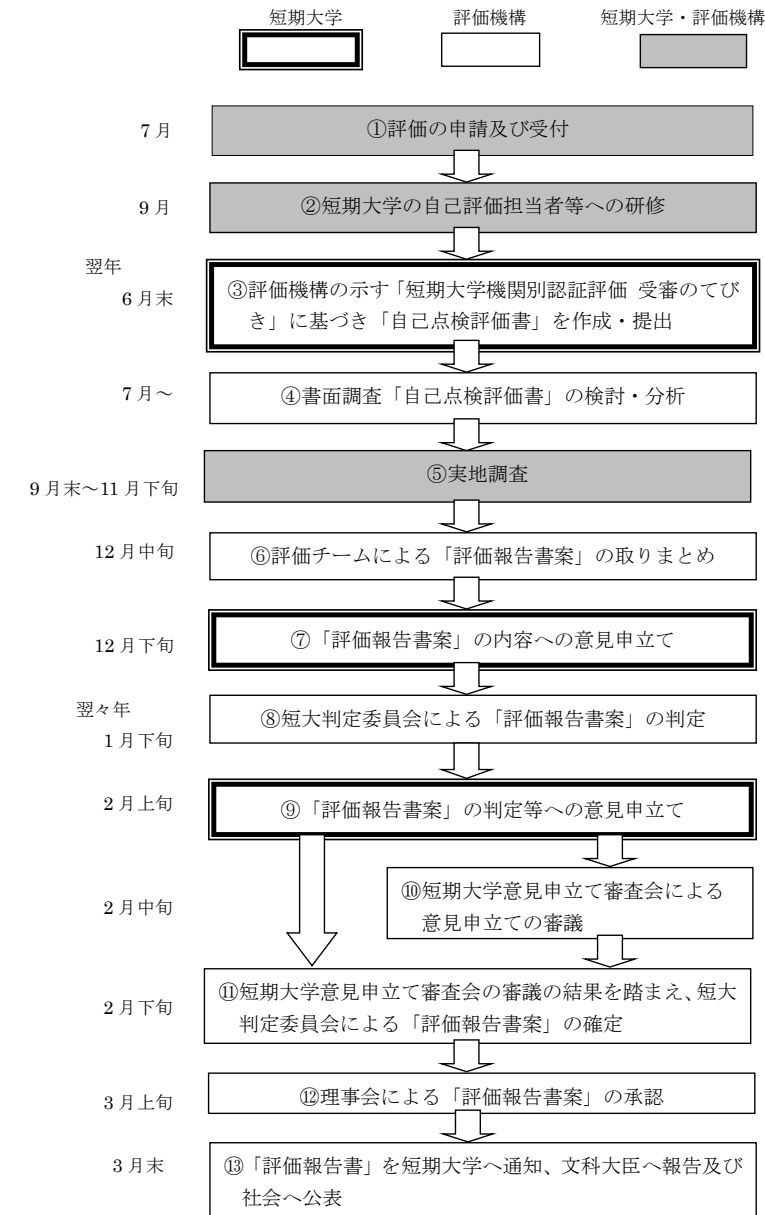 短期大学
評価機構
短期大学・評価機構
7月
①評価の申請及び受付
9月
②短期大学の自己評価担当者等への研修
翌年
6月末
③評価機構の示す「短期大学機関別認証評価 受審のてび
き」に基づき「自己点検評価書」を作成・提出
7月~
④書面調査「自己点検評価書」の検討・分析
9月末~11月下旬
⑤実地調査
12月中旬
⑥評価チームによる「評価報告書案」の取りまとめ
12月下旬
⑦「評価報告書案」の内容への意見申立て
翌々年
1月下旬
⑧短大判定委員会による「評価報告書案」の判定
2月上旬
⑨「評価報告書案」の判定等への意見申立て
2月中旬
⑩短期大学意見申立て審査会による
意見申立ての審議
2月下旬
⑪短期大学意見申立て審査会の審議の結果を踏まえ、短大
判定委員会による「評価報告書案」の確定
3月上旬
⑫理事会による「評価報告書案」の承認
3月末
⑬「評価報告書」を短期大学へ通知、文科大臣へ報告及び
社会へ公表